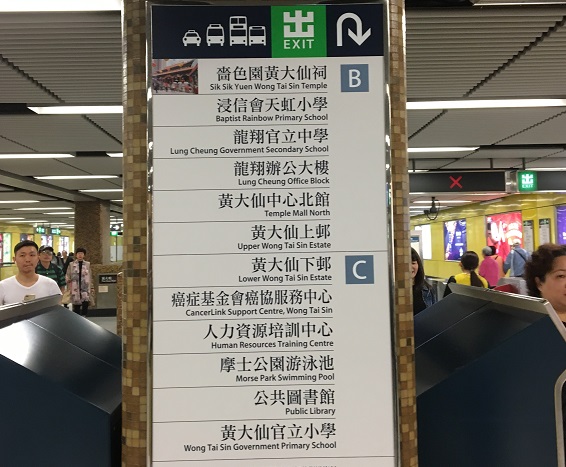 出
EXIT
嗇色園黃大仙祠
Sik Sik Yuen Wong Tai Sin Temple
B
浸信會天虹小學
Baptist Rainbow Primary School
龍翔官立中學
Lung Cheung Government Secondary School
龍翔辦公大樓
Lung Cheung Office Block
黃大仙中心北館
Temple Mall North
黃大仙上邨
Upper Wong Tai Sin Estate
黃大仙下邨
Lower Wong Tai Sin Estate
C
癌症基金會癌協服務中心
CancerLink Support Centre, Wong Tai Sin
人力資源培訓中心
Human Resources Training Centre
摩士公園游泳池
Morse Park Swimming Pool
公共圖書館
Public Library
黃大仙官立小學
Wong Tai Sin Government Primary School
出